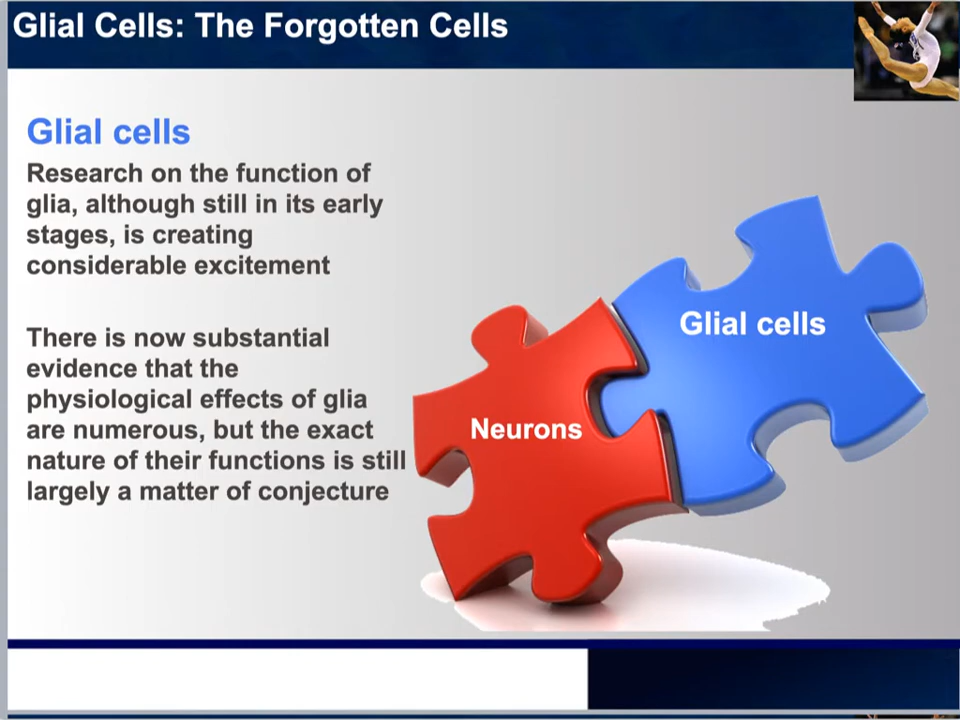 Glial Cells: The Forgotten Cells
Glial cells
Research on the function of
glia, although still in its early
stages, is creating
considerable excitement
There is now substantial
evidence that the
physiological effects of glia
are numerous, but the exact
nature of their functions is still
largely a matter of conjecture
Glial cells
Neurons